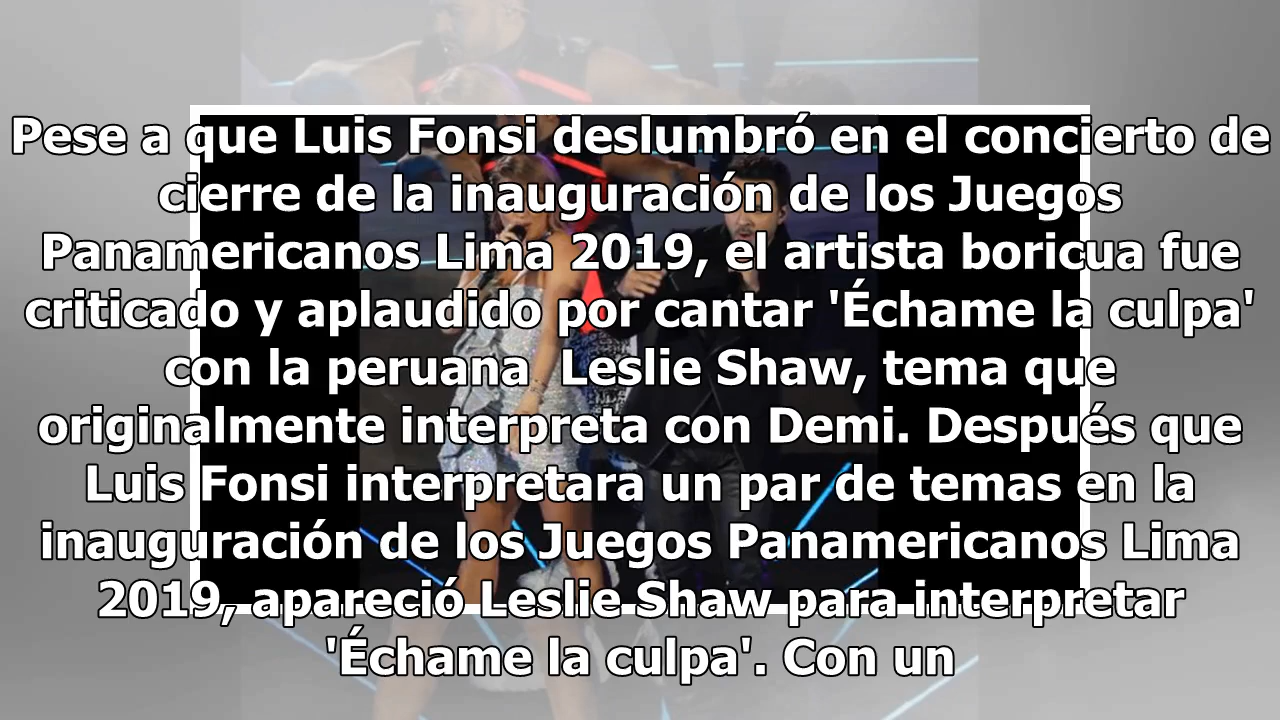 Pese a que Luis Fonsi deslumbró en el concierto de
cierre de la inauguración de los Juegos
Panamericanos Lima 2019, el artista boricua fue
criticado y aplaudido por cantar 'Échame la culpa'
con la peruana  Leslie Shaw, tema que
originalmente interpreta con Demi. Después que
Luis Fonsi interpretara un par de temas en la
inauguración de los Juegos Panamericanos Lima
2019, apareció Leslie Shaw para interpretar
'Échame la culpa'. Con un